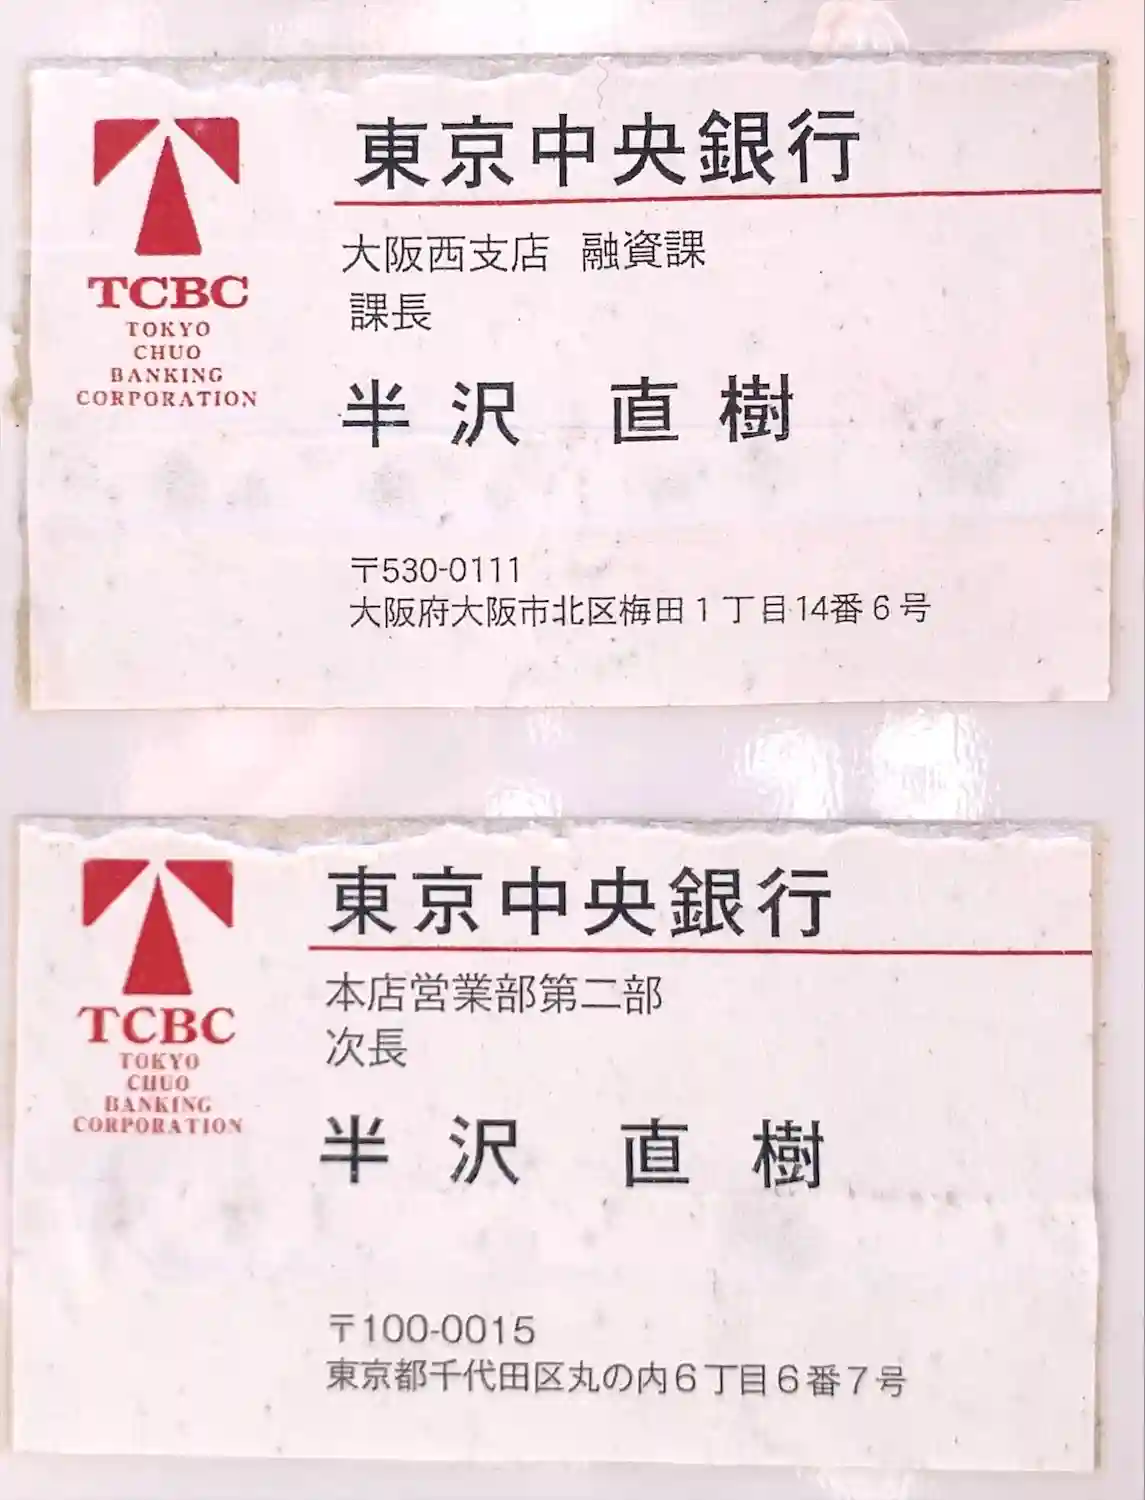 東京中央銀行
TCBC
TOKYO
CHUO
BANKING
CORPORATION
大阪西支店 融資課
課長
半沢 直樹
〒530-0111
大阪府大阪市北区梅田1丁目14番6号
東京中央銀行
TCBC
TOKYO
CHUO
BANKING
CORPORATION
本店営業部第二部
次長
半沢 直樹
〒100-0015
東京都千代田区丸の内6丁目6番7号